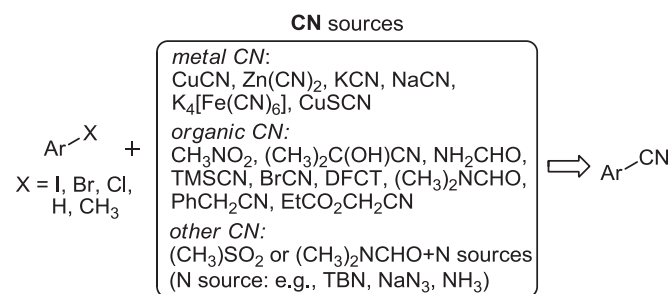 CN sources
metal CN:
CuCN, Zn(CN)₂, KCN, NaCN,
K₄[Fe(CN)₆], CuSCN
organic CN:
CH₃NO₂, (CH₃)₂C(OH)CN, NH₂CHO,
TMSCN, BrCN, DFCT, (CH₃)₂NCHO,
PhCH₂CN, EtCO₂CH₂CN
other CN:
(CH₃)SO₂ or (CH₃)₂NCHO+N sources
(N source: e.g., TBN, NaN₃, NH₃)
Ar X +
X = I, Br, Cl,
H, CH₃
Ar CN